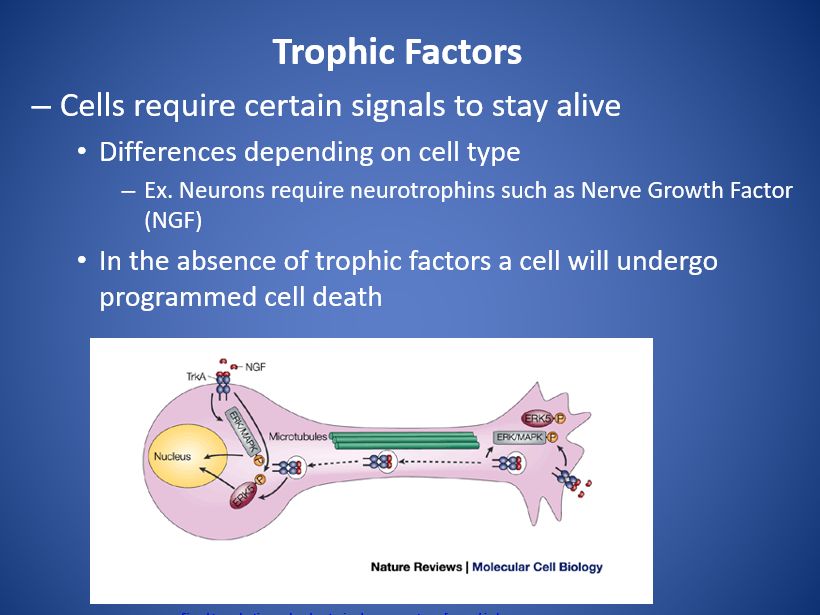 Trophic Factors
– Cells require certain signals to stay alive
• Differences depending on cell type
– Ex. Neurons require neurotrophins such as Nerve Growth Factor
(NGF)
• In the absence of trophic factors a cell will undergo
programmed cell death
NGF
TrkA
ERK/MAPK
P
Nucleus
P
ERK5
Microtubules
ERK5 P
ERK/MAPK P
Nature Reviews | Molecular Cell Biology